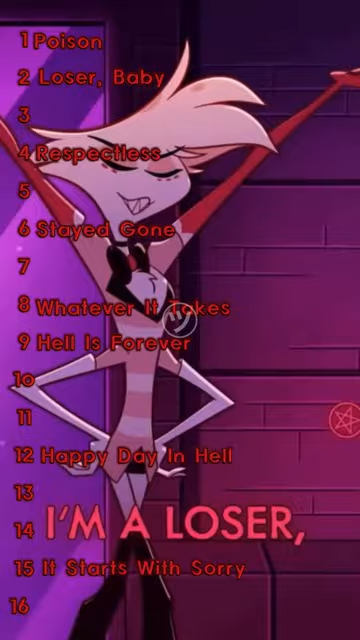 1 Poison
2 Loser, Baby
3
4 Respectless
5
6 Stayed Gone
7
8 Whatever It Takes
9 Hell Is Forever
10
11
12 Happy Day In Hell
13
14
I'M A LOSER,
15 It Starts With Sorry
16